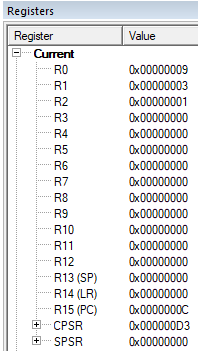 Registers
Register Value
Current
R0 0x00000009
R1 0x00000003
R2 0x00000001
R3 0x00000000
R4 0x00000000
R5 0x00000000
R6 0x00000000
R7 0x00000000
R8 0x00000000
R9 0x00000000
R10 0x00000000
R11 0x00000000
R12 0x00000000
R13 (SP) 0x00000000
R14 (LR) 0x00000000
R15 (PC) 0x0000000C
CPSR 0x000000D3
SPSR 0x00000000